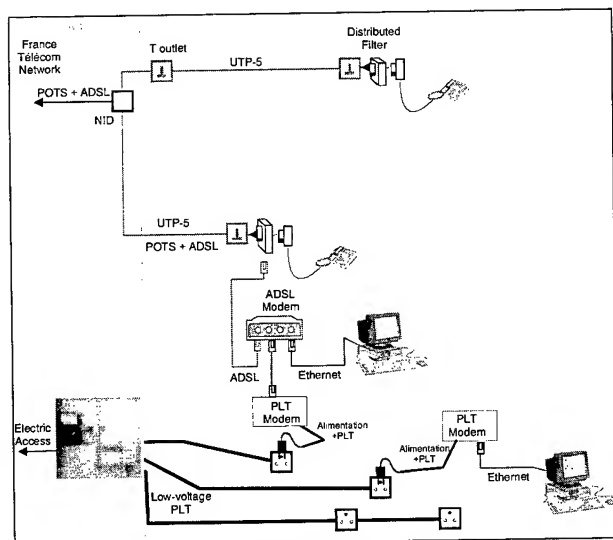 France
Télécom
Network
T outlet
Distributed
Filter
UTP-5
POTS + ADSL
NID
UTP-5
POTS + ADSL
ADSL
Modem
ADSL
Ethernet
PLT
Modem
PLT
Modem
Electric
Access
Alimentation
+PLT
Alimentation
+PLT
Ethernet
Low-voltage
PLT